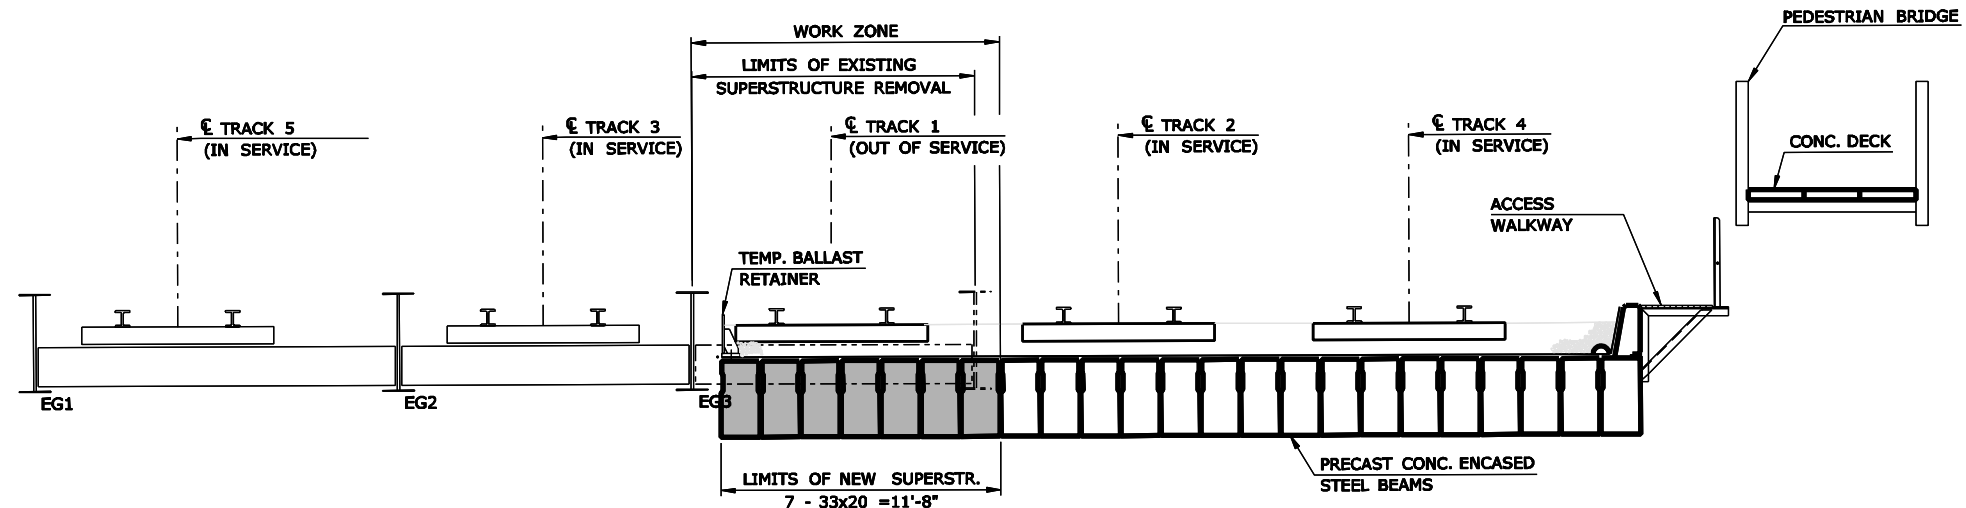 PEDESTRIAN BRIDGE
WORK ZONE
LIMITS OF EXISTING
SUPERSTRUCTURE REMOVAL
℄ TRACK 5
(IN SERVICE)
℄ TRACK 3
(IN SERVICE)
℄ TRACK 1
(OUT OF SERVICE)
℄ TRACK 2
(IN SERVICE)
℄ TRACK 4
(IN SERVICE)
CONC. DECK
ACCESS
WALKWAY
TEMP. BALLAST
RETAINER
EG1
EG2
EG3
LIMITS OF NEW SUPERSTR.
7 - 33x20 =11'-8"
PRECAST CONC. ENCASED
STEEL BEAMS